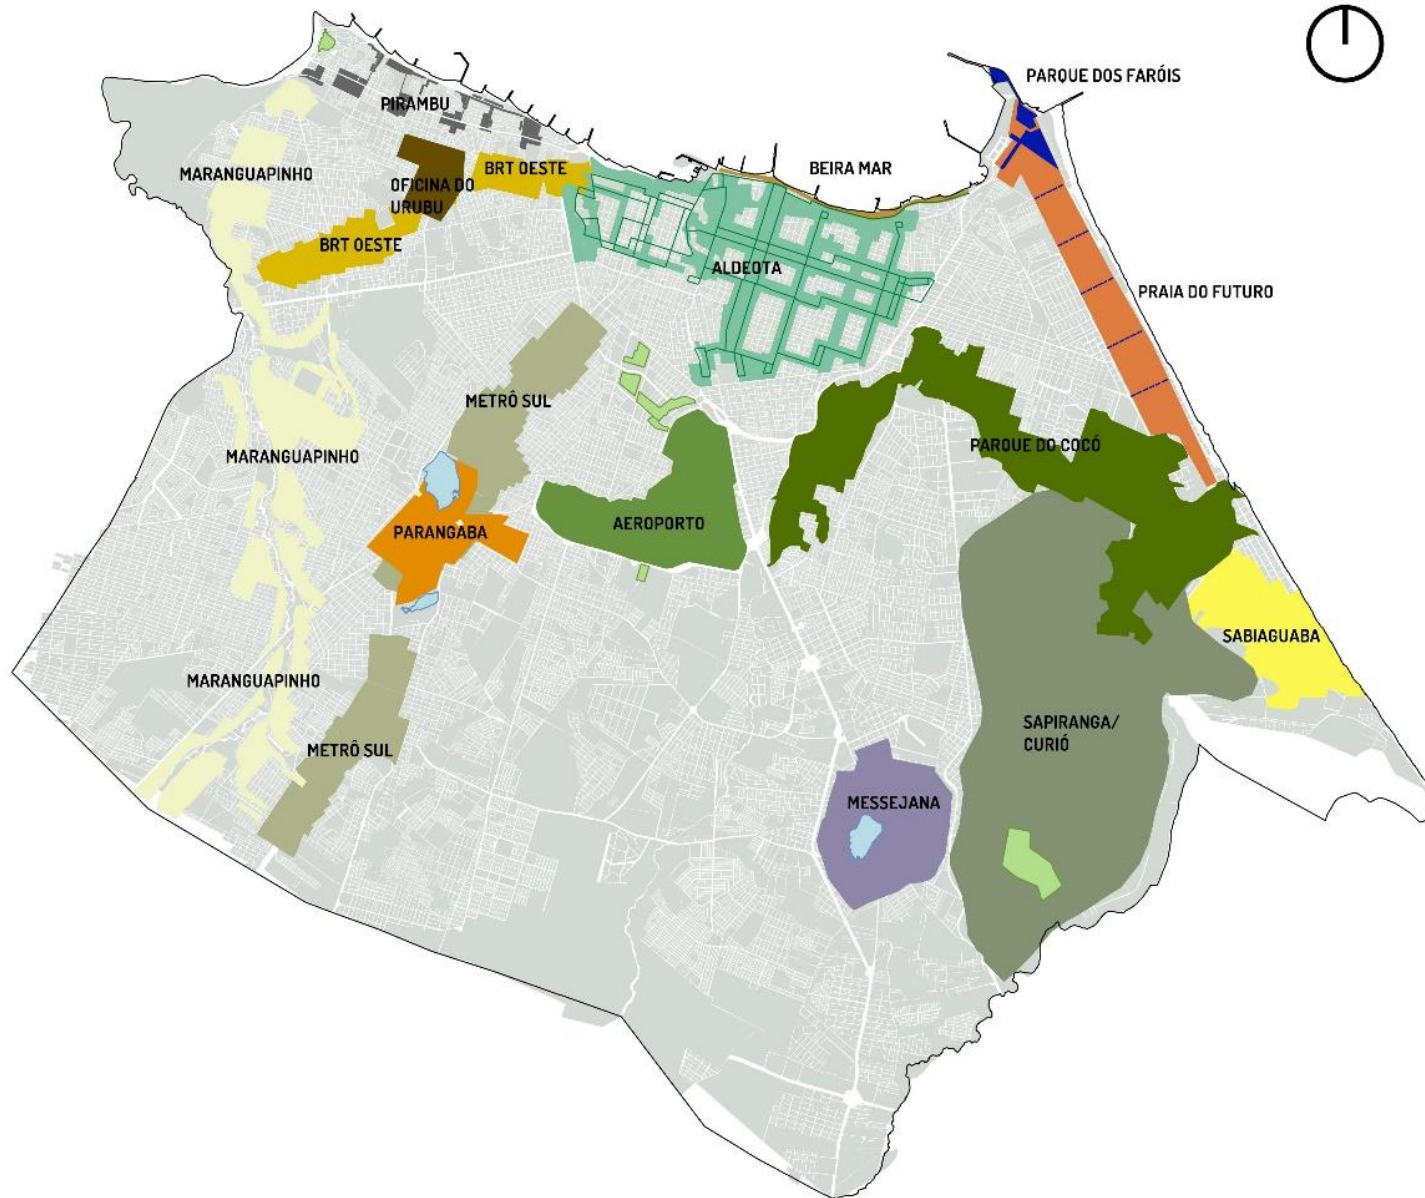 PARQUE DOS FARÓIS
PIRAMBU
BEIRA MAR
BRT OESTE
MARANGUAPINHO
OFICINA DO
URUBU
BRT OESTE
ALDEOTA
PRAIA DO FUTURO
METRÔ SUL
PARQUE DO COCÓ
MARANGUAPINHO
AEROPORTO
PARANGABA
SABIAGUABA
MARANGUAPINHO
SAPIRANGA/
CURIÓ
METRÔ SUL
MESSEJANA